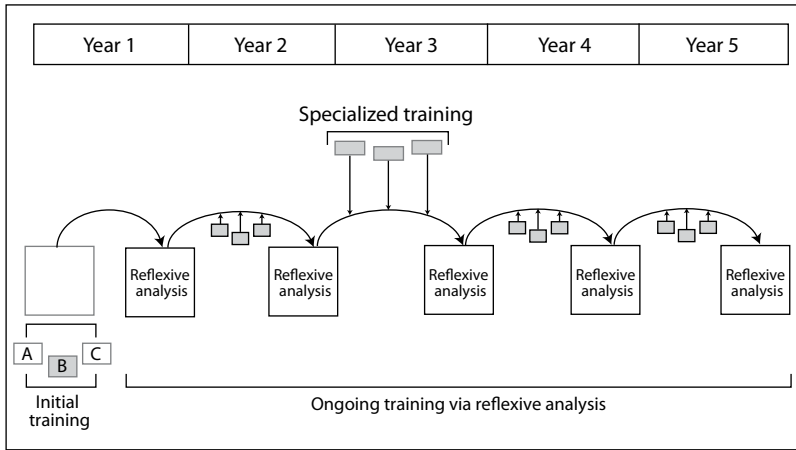 Year 1 Year 2 Year 3 Year 4 Year 5
Specialized training
Reflexive
analysis
Reflexive
analysis
Reflexive
analysis
Reflexive
analysis
Reflexive
analysis
A
B
C
Initial
training
Ongoing training via reflexive analysis